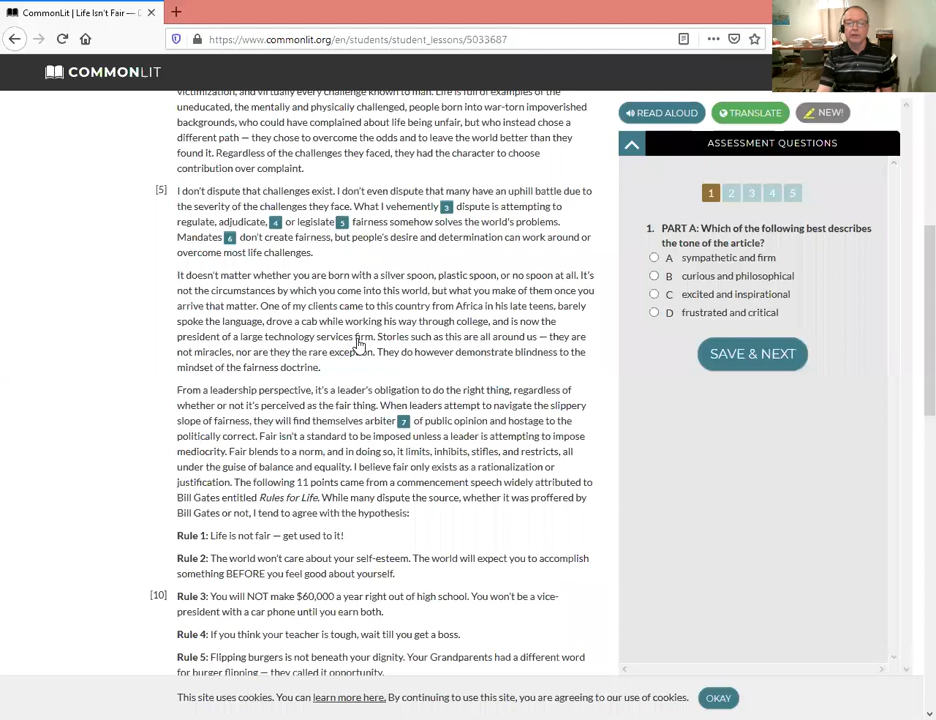 CommonLit | Life Isn't Fair —
https://www.commonlit.org/en/students/student_lessons/5033687
COMMONLIT
victimization, and virtually every challenge known to man. Life is full of examples of the
uneducated, the mentally and physically challenged, people born into war-torn impoverished
backgrounds, who could have complained about life being unfair, but who instead chose a
different path — they chose to overcome the odds and to leave the world better than they
found it. Regardless of the challenges they faced, they had the character to choose
contribution over complaint.
[5] I don't dispute that challenges exist. I don't even dispute that many have an uphill battle due to
the severity of the challenges they face. What I vehemently 3 dispute is attempting to
regulate, adjudicate, 4 or legislate 5 fairness somehow solves the world's problems.
Mandates 6 don't create fairness, but people's desire and determination can work around or
overcome most life challenges.
It doesn't matter whether you are born with a silver spoon, plastic spoon, or no spoon at all. It's
not the circumstances by which you come into this world, but what you make of them once you
arrive that matter. One of my clients came to this country from Africa in his late teens, barely
spoke the language, drove a cab while working his way through college, and is now the
president of a large technology services firm. Stories such as this are all around us — they are
not miracles, nor are they the rare exception. They do however demonstrate blindness to the
mindset of the fairness doctrine.
From a leadership perspective, it's a leader's obligation to do the right thing, regardless of
whether or not it's perceived as the fair thing. When leaders attempt to navigate the slippery
slope of fairness, they will find themselves arbiter 7 of public opinion and hostage to the
politically correct. Fair isn't a standard to be imposed unless a leader is attempting to impose
mediocrity. Fair blends to a norm, and in doing so, it limits, inhibits, stifles, and restricts, all
under the guise of balance and equality. I believe fair only exists as a rationalization or
justification. The following 11 points came from a commencement speech widely attributed to
Bill Gates entitled Rules for Life. While many dispute the source, whether it was proffered by
Bill Gates or not, I tend to agree with the hypothesis:
Rule 1: Life is not fair — get used to it!
Rule 2: The world won't care about your self-esteem. The world will expect you to accomplish
something BEFORE you feel good about yourself.
[10] Rule 3: You will NOT make $60,000 a year right out of high school. You won't be a vice-
president with a car phone until you earn both.
Rule 4: If you think your teacher is tough, wait till you get a boss.
Rule 5: Flipping burgers is not beneath your dignity. Your Grandparents had a different word
for burger flipping — they called it opportunity.
READ ALOUD
TRANSLATE
NEW!
ASSESSMENT QUESTIONS
1 2 3 4 5
1. PART A: Which of the following best describes
the tone of the article?
A sympathetic and firm
B curious and philosophical
C excited and inspirational
D frustrated and critical
SAVE & NEXT
This site uses cookies. You can learn more here. By continuing to use this site, you are agreeing to our use of cookies.
OKAY